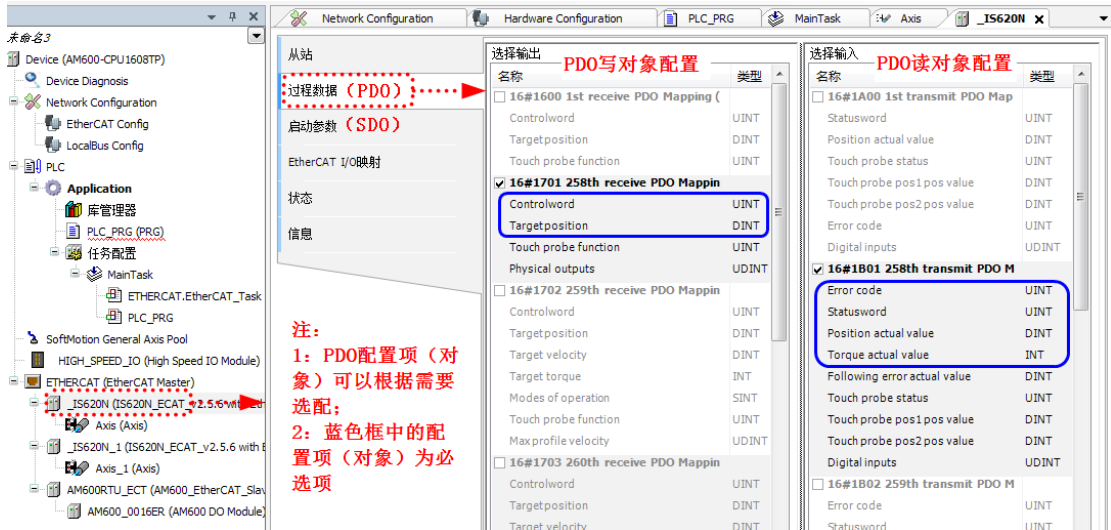 未命名3
Device (AM600-CPU1608TP)
Device Diagnosis
Network Configuration
EtherCAT Config
LocalBus Config
PLC
Application
库管理器
PLC_PRG (PRG)
任务配置
MainTask
ETHERCAT.EtherCAT_Task
PLC_PRG
SoftMotion General Axis Pool
HIGH_SPEED_IO (High Speed IO Module)
ETHERCAT (EtherCAT Master)
_IS620N (IS620N_ECAT_v2.5.6 with Eth
Axis (Axis)
_IS620N_1 (IS620N_ECAT_v2.5.6 with E
Axis_1 (Axis)
AM600RTU_ECT (AM600_EtherCAT_Slav
AM600_0016ER (AM600 DO Module)
Network Configuration Hardware Configuration PLC_PRG MainTask Axis _IS620N
从站
过程数据 (PDO)
启动参数 (SDO)
EtherCAT I/O映射
状态
信息
注：
1：PDO配置项（对
象）可以根据需要
选配；
2：蓝色框中的配
置项（对象）为必
选项
选择输出
PDO写对象配置
名称 类型
16#1600 1st receive PDO Mapping (
Controlword UINT
Targetposition DINT
Touch probe function UINT
16#1701 258th receive PDO Mappin
Controlword UINT
Targetposition DINT
Touch probe function UINT
Physical outputs UDINT
16#1702 259th receive PDO Mappin
Controlword UINT
Targetposition DINT
Target velocity DINT
Target torque INT
Modes of operation SINT
Touch probe function UINT
Maxprofile velocity UDINT
16#1703 260th receive PDO Mappin
Controlword UINT
Targetposition DINT
Target velocity DINT
选择输入
PDO读对象配置
名称 类型
16#1A00 1st transmit PDO Map
Statusword UINT
Position actual value DINT
Touch probe status UINT
Touch probe pos1 pos value DINT
Touch probe pos2 pos value DINT
Error code UINT
Digital inputs UDINT
16#1B01 258th transmit PDO M
Error code UINT
Statusword UINT
Position actual value DINT
Torque actual value INT
Following error actual value DINT
Touch probe status UINT
Touch probe pos1 pos value DINT
Touch probe pos2 pos value DINT
Digital inputs UDINT
16#1B02 259th transmit PDO M
Error code UINT
Statusword UINT